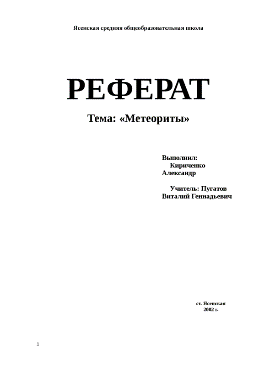 Ясенская средняя общеобразовательная школа
РЕФЕРАТ
Тема: «Метеориты»
Выполнил:
Кириченко
Александр
Учитель: Пугатов
Виталий Геннадьевич
ст. Ясенская
2002 г.
1